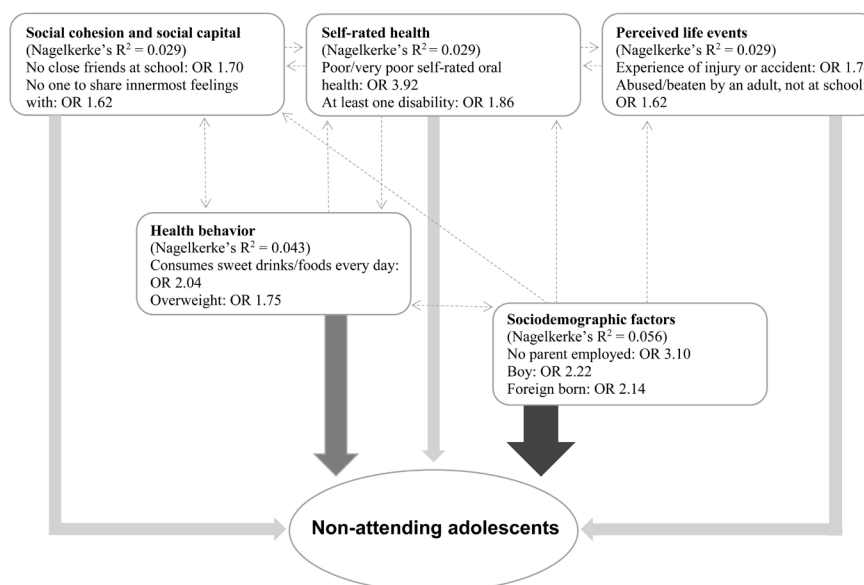 Social cohesion and social capital
(Nagelkerke's R² = 0.029)
No close friends at school: OR 1.70
No one to share innermost feelings
with: OR 1.62
Self-rated health
(Nagelkerke's R² = 0.029)
Poor/very poor self-rated oral
health: OR 3.92
At least one disability: OR 1.86
Perceived life events
(Nagelkerke's R² = 0.029)
Experience of injury or accident: OR
Abused/beaten by an adult, not at school
OR 1.62
Health behavior
(Nagelkerke's R² = 0.043)
Consumes sweet drinks/foods every day:
OR 2.04
Overweight: OR 1.75
Sociodemographic factors
(Nagelkerke's R² = 0.056)
No parent employed: OR 3.10
Boy: OR 2.22
Foreign born: OR 2.14
Non-attending adolescents